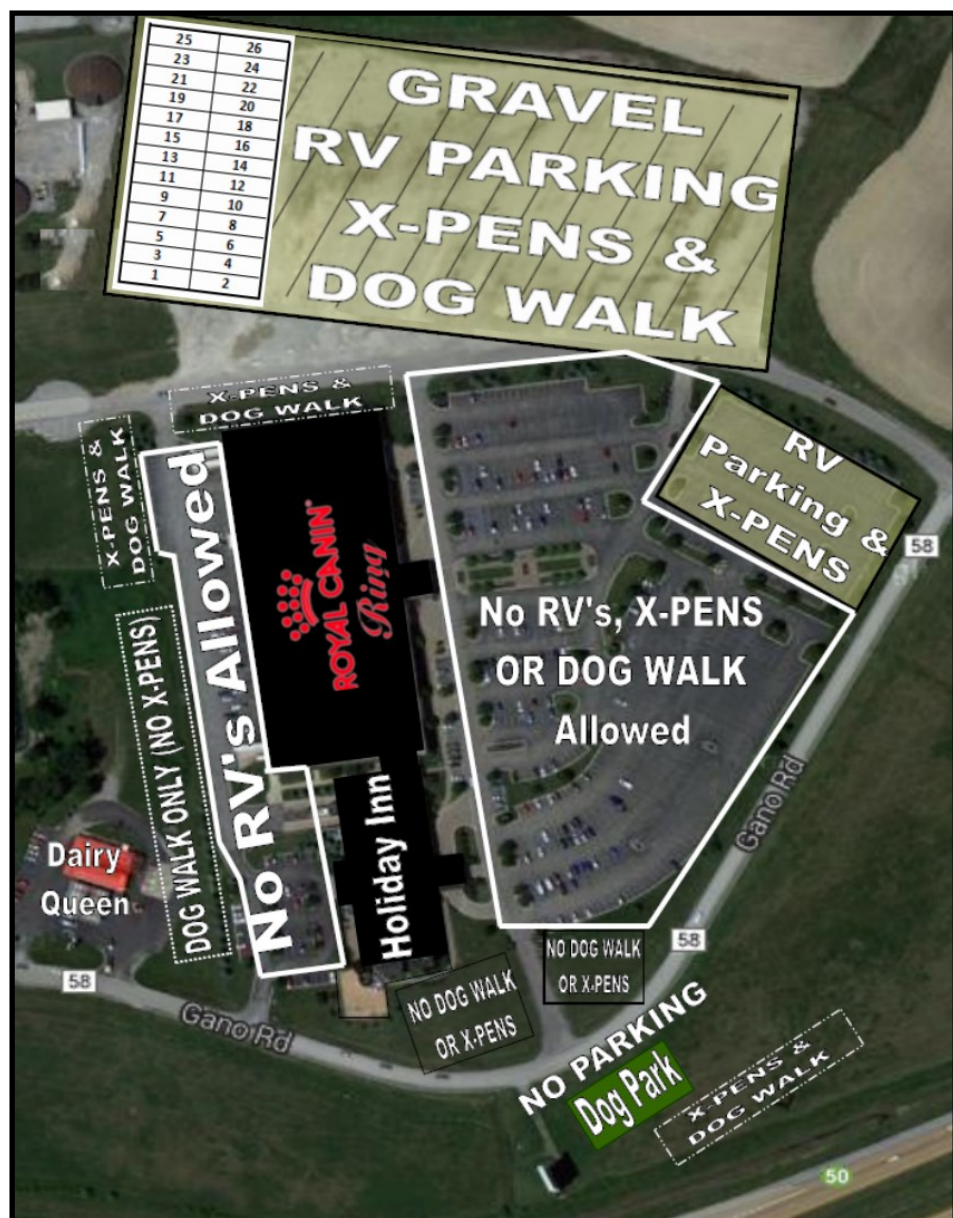 25 26
23 24
21 22
19 20
17 18
15 16
13 14
11 12
9 10
7 8
5 6
3 4
1 2
GRAVEL
RV PARKING
X-PENS &
DOG WALK
X-PENS &
DOG WALK
X-PENS &
DOG WALK
RV
Parking &
X-PENS
58
No RV's Allowed
ROYAL CANIN
Ring
No RV's, X-PENS
OR DOG WALK
Allowed
DOG WALK ONLY (NO X-PENS)
Holiday Inn
Gano Rd
Dairy
Queen
58
NO DOG WALK
OR X-PENS
58
Gano Rd
NO DOG WALK
OR X-PENS
NO PARKING
Dog Park
X-PENS &
DOG WALK
50